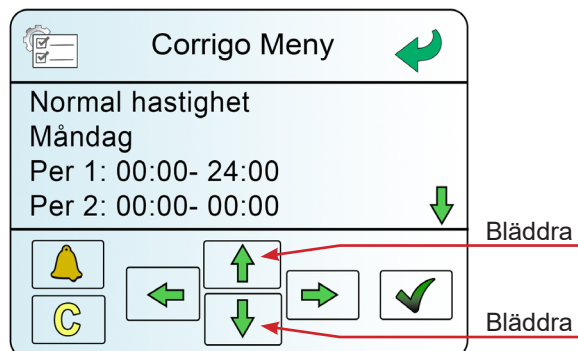 Corrigo Meny
Normal hastighet
Måndag
Per 1: 00:00- 24:00
Per 2: 00:00- 00:00
Bläddra
C
Bläddra